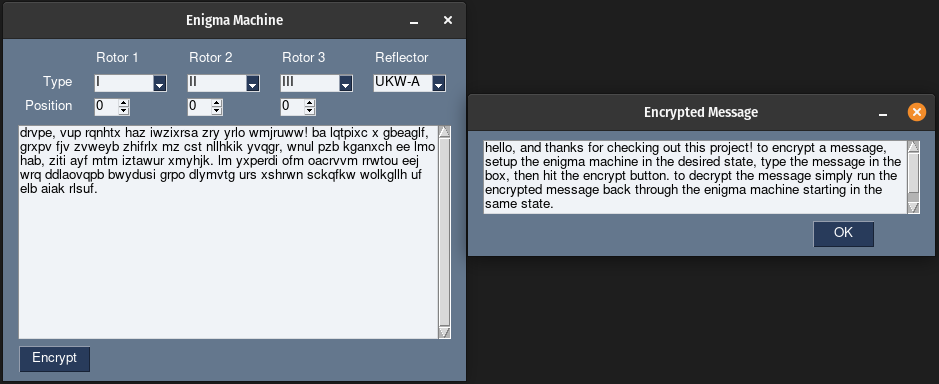 Enigma Machine
Rotor 1 Rotor 2 Rotor 3 Reflector
Type I II III UKW-A
Position 0 0 0
drvpe, vup rqnhtx haz iwzixrsa zry yrlo wmjruww! ba lqtpixc x gbeaglf,
grxpv fjv zvweyb zhifrlx mz cst nllhkik yvqgr, wnul pzb kganxch ee lmo
hab, ziti ayf mtm iztawur xmyhjk. lm yxperdi ofm oacrvvm rrwtou eej
wrq ddlaovqpb bwydusi grpo dlymvtg urs xshrwn sckqfkw wolkgllh uf
elb aiak rlsuf.
Encrypt
Encrypted Message
hello, and thanks for checking out this project! to encrypt a message,
setup the enigma machine in the desired state, type the message in the
box, then hit the encrypt button. to decrypt the message simply run the
encrypted message back through the enigma machine starting in the
same state.
OK